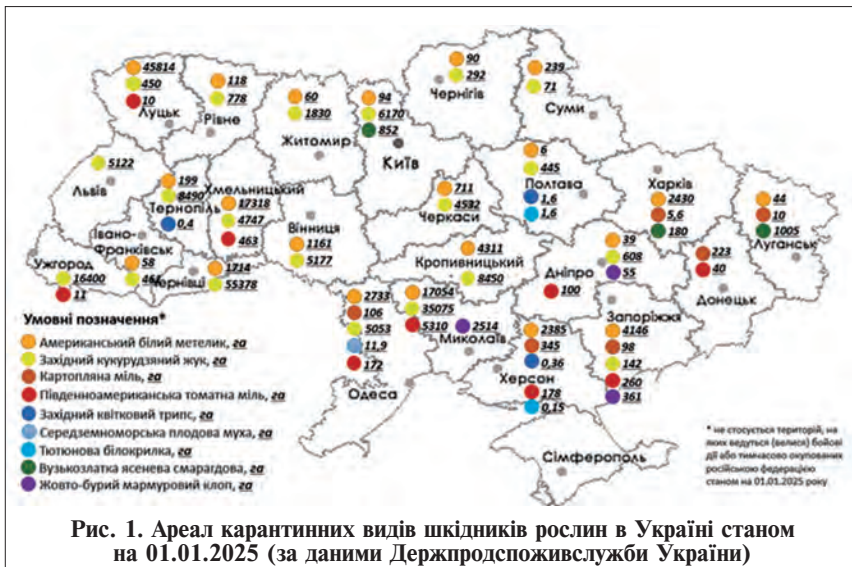 45814
450
10
Луцьк
118
778
Рівне
60
1830
Житомир
94
6170
852
Київ
90
292
Чернігів
239
71
Суми
5122
Львів
199
8490
Тернопіль
0,4
Хмельницький
17318
4747
463
Вінниця
1161
5177
711
4532
Черкаси
6
445
Полтава
1,6
1,6
Харків
2430
5,6
180
44
10
1005
Луганськ
Івано-
Франківськ
58
461
Ужгород
16400
11
Чернівці
1714
55378
4311
Кропивницький
8450
39
608
Дніпро
55
100
223
40
Донецьк
2733
106
5053
11,9
172
Одеса
17054
35075
5310
2514
Миколаїв
2385
345
0,36
Херсон
178
0,15
Запоріжжя
4146
98
142
260
361
Сімферополь
Умовні позначення*
Американський білий метелик, га
Західний кукурудзяний жук, га
Картопляна міль, га
Південноамериканська томатна міль, га
Західний квітковий трипс, га
Середземноморська плодова муха, га
Тютюнова білокрилка, га
Вузькозлатка ясенева смарагдова, га
Жовто-бурий мармуровий клоп, га
* не стосується територій, на
яких ведуться (велися) бойові
дії або тимчасово окупованих
російською федерацією
станом на 01.01.2025 року
Рис. 1. Ареал карантинних видів шкідників рослин в Україні станом
на 01.01.2025 (за даними Держпродспоживслужби України)